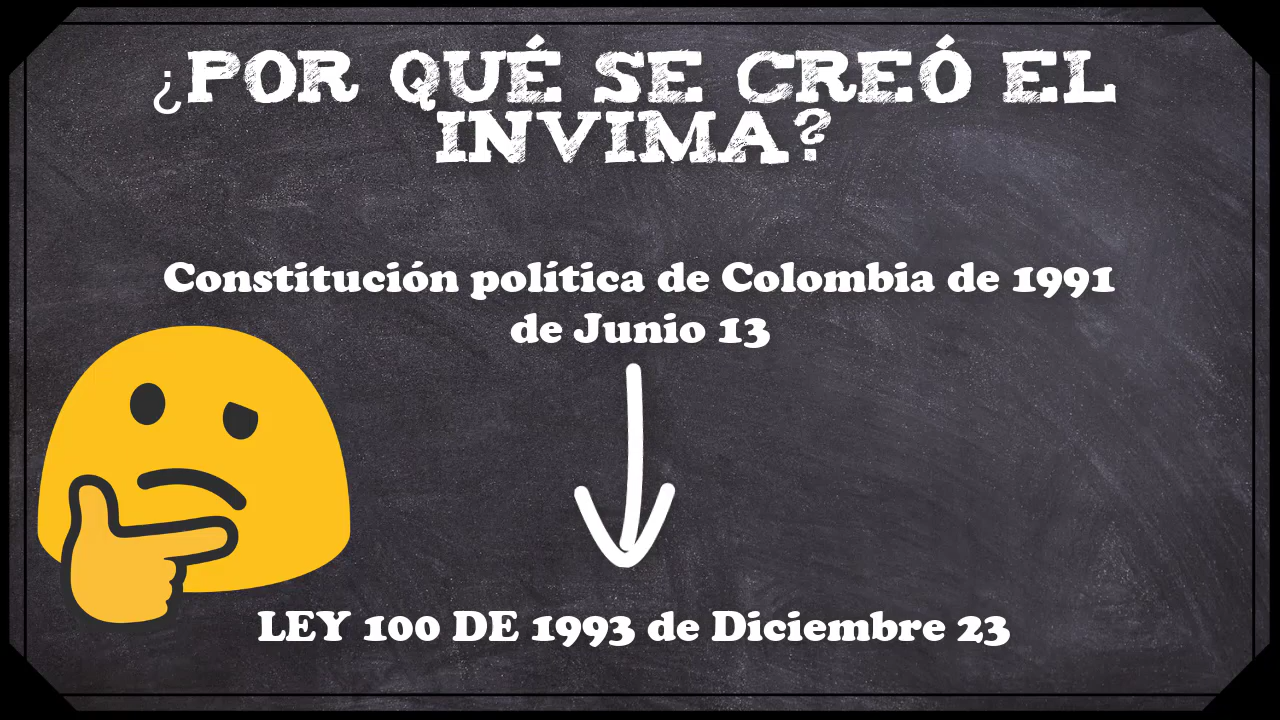 ¿POR QUÉ SE CREÓ EL
INVIMA?
Constitución política de Colombia de 1991
de Junio 13
LEY 100 DE 1993 de Diciembre 23